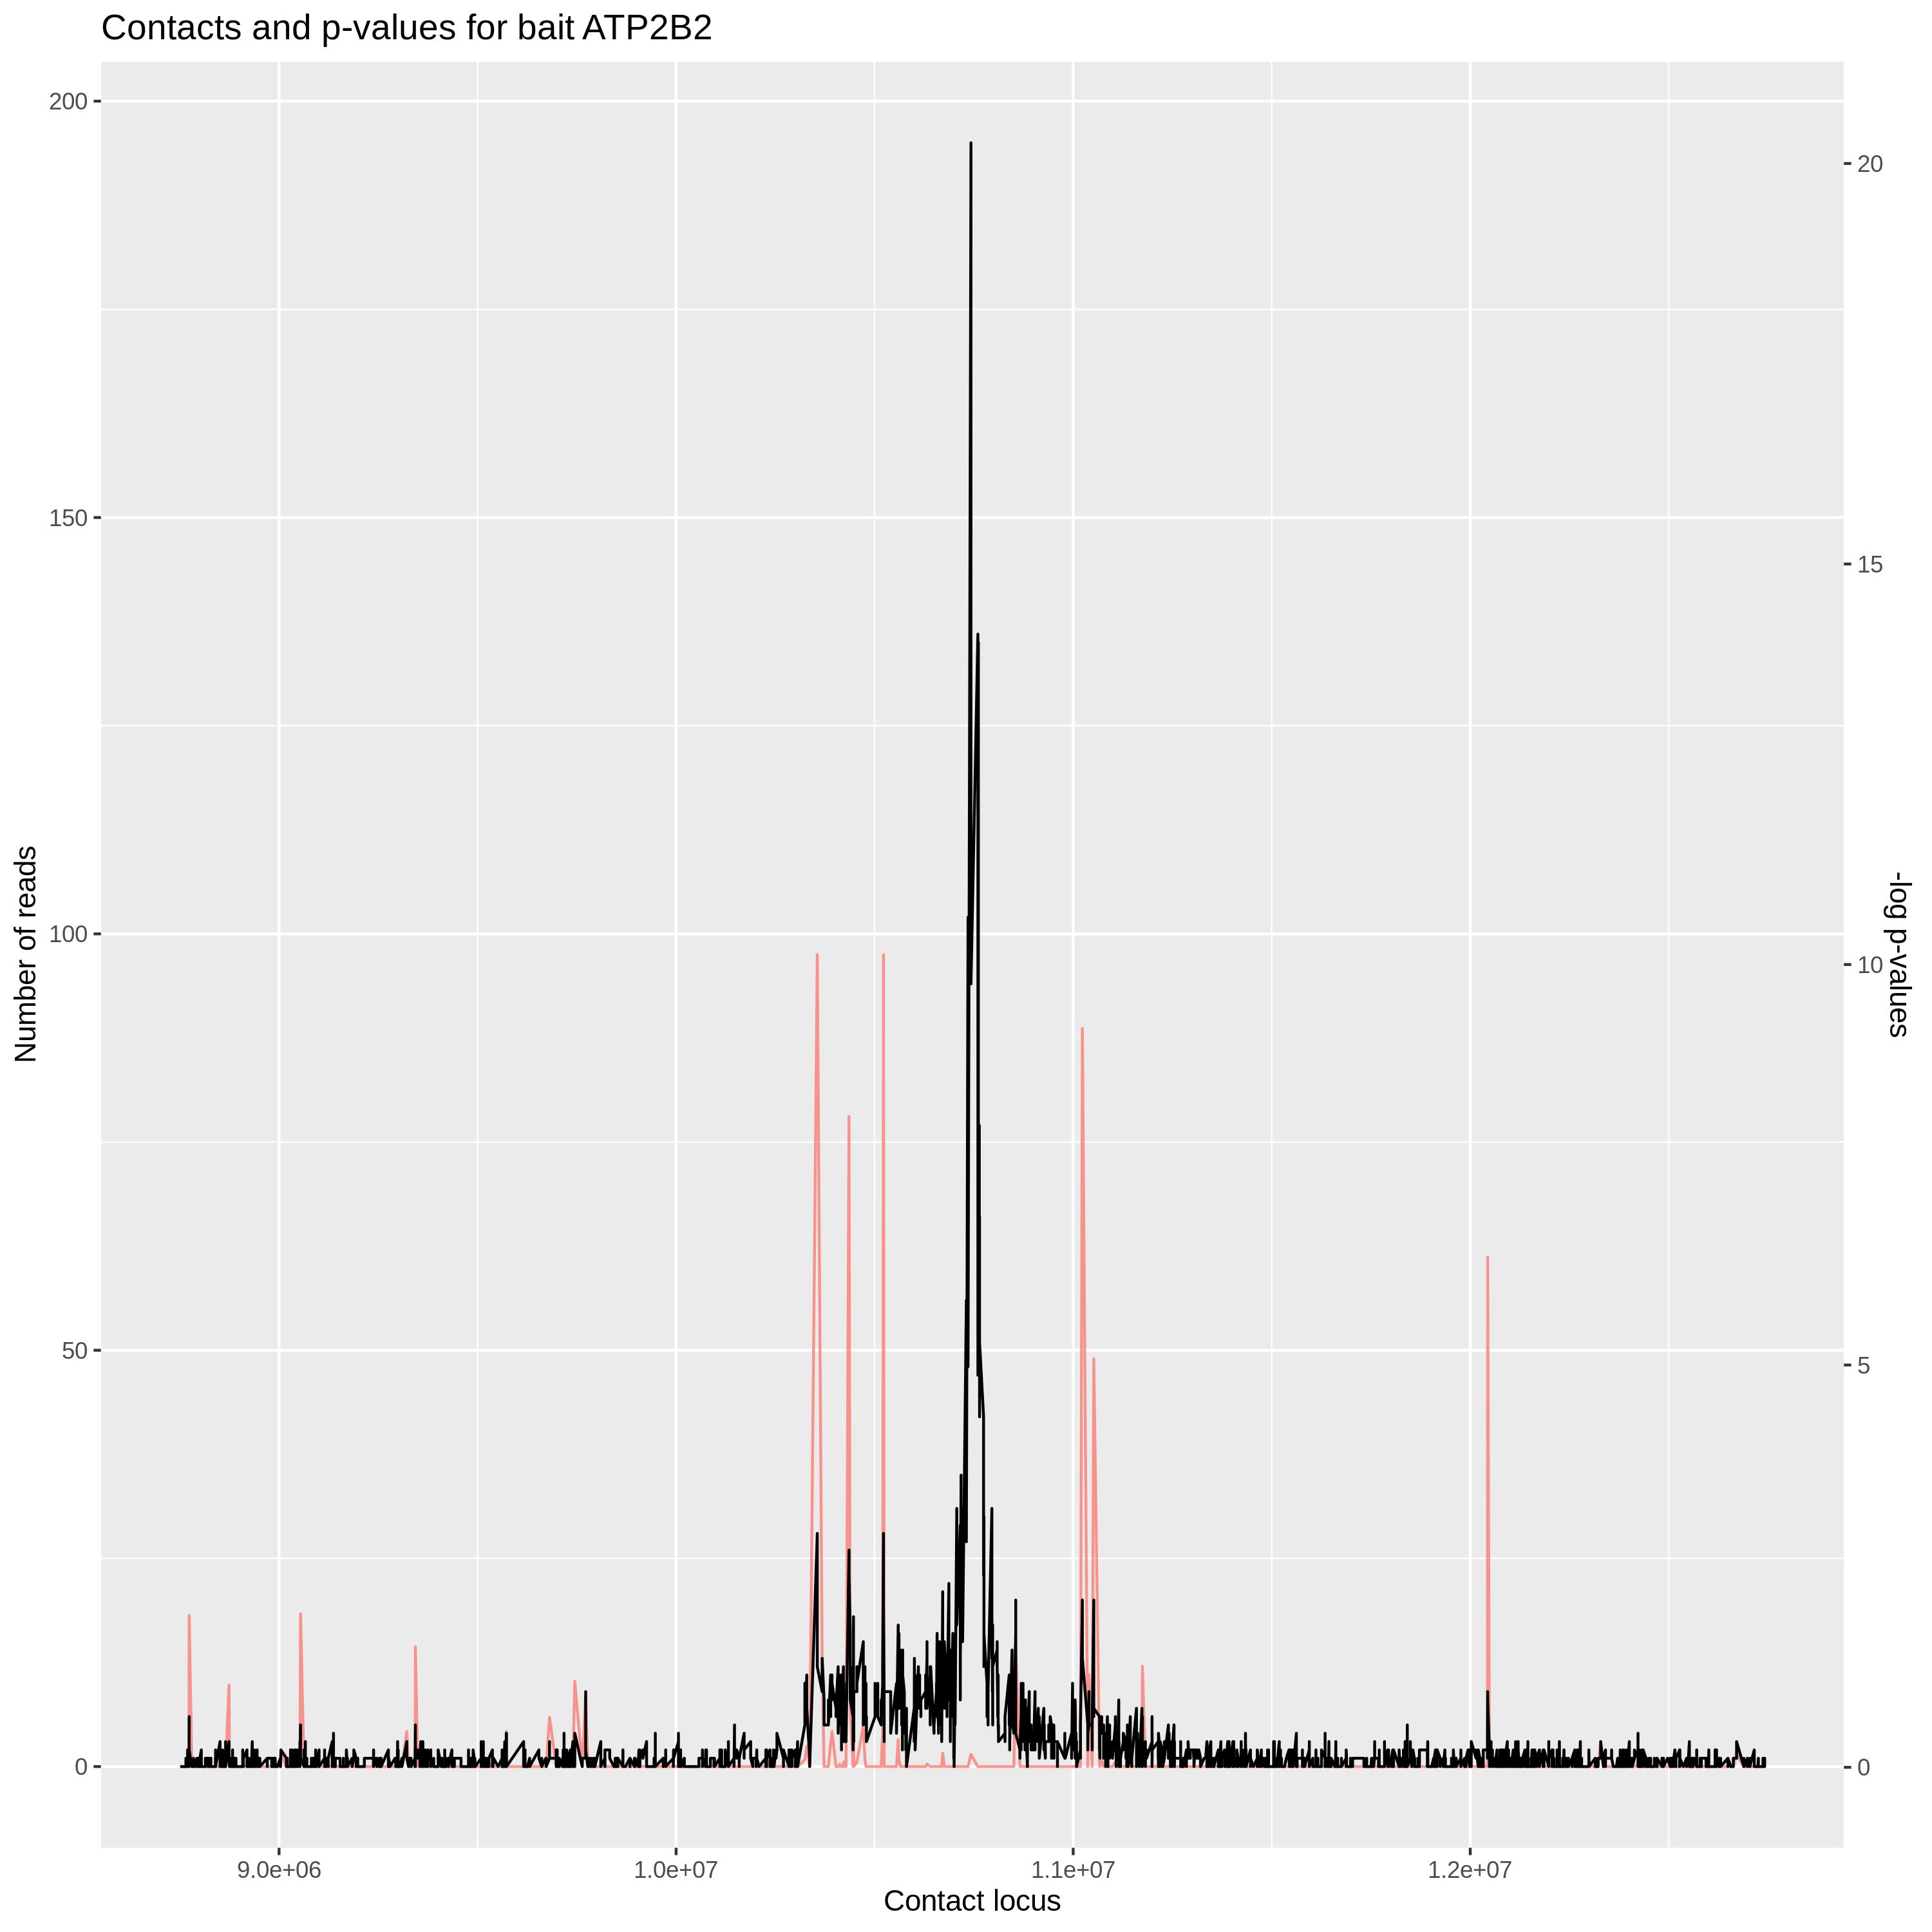 Contacts and p-values for bait ATP2B2
200
150
100
50
0
Number of reads
20
15
10
5
0
-log p-values
9.0e+06 1.0e+07 1.1e+07 1.2e+07
Contact locus